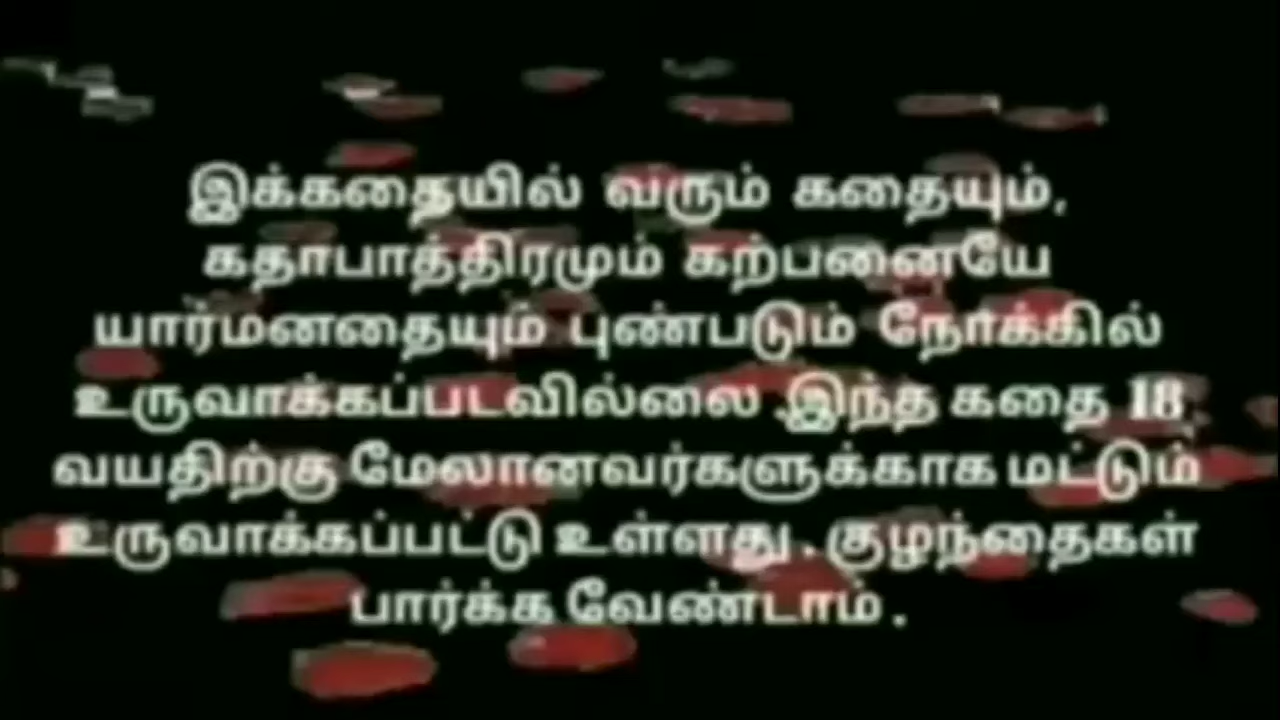 இக்கதையில் வரும் கதையும்,
கதாபாத்திரமும் கற்பனையே
யார்மனதையும் புண்படும் நோக்கில்
உருவாக்கப்படவில்லை .இந்த கதை 18
வயதிற்கு மேலானவர்களுக்காக மட்டும்
உருவாக்கப்பட்டு உள்ளது . குழந்தைகள்
பார்க்க வேண்டாம் .